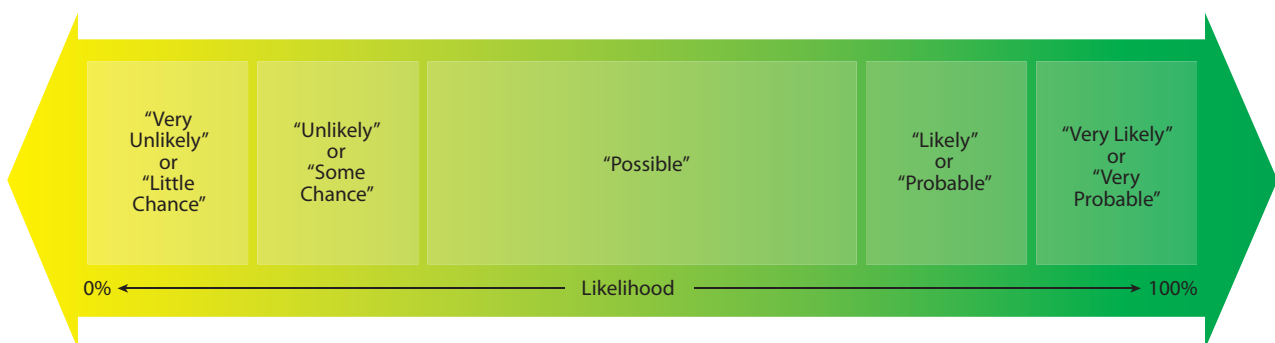 “Very
Unlikely”
or
“Little
Chance”
“Unlikely”
or
“Some
Chance”
“Possible”
“Likely”
or
“Probable”
“Very Likely”
or
“Very
Probable”
0%
Likelihood
100%